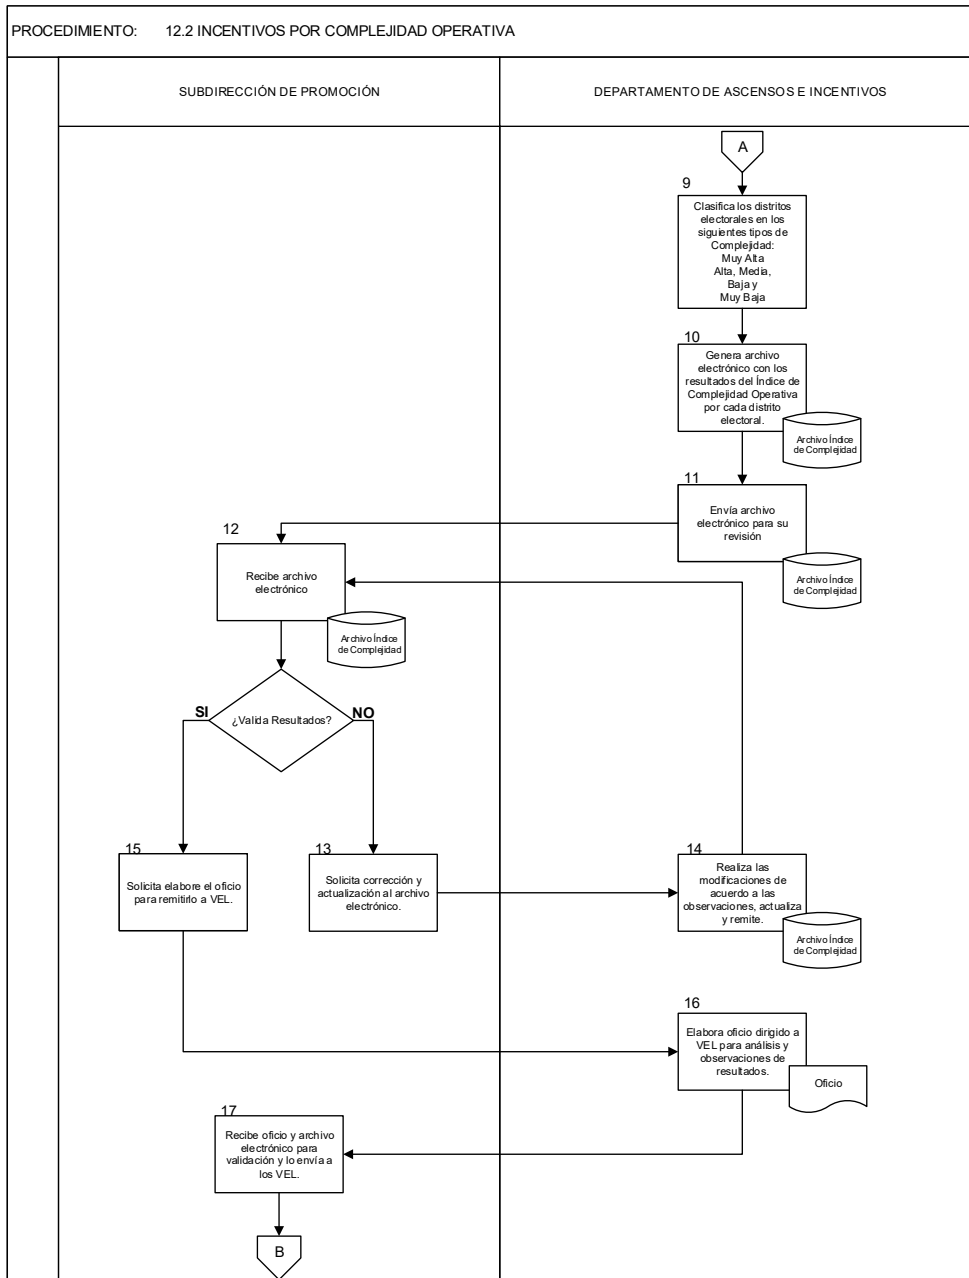 PROCEDIMIENTO: 12.2 INCENTIVOS POR COMPLEJIDAD OPERATIVA
SUBDIRECCIÓN DE PROMOCIÓN
DEPARTAMENTO DE ASCENSOS E INCENTIVOS
A
9
Clasifica los distritos
electorales en los
siguientes tipos de
Complejidad:
Muy Alta
Alta, Media,
Baja y
Muy Baja
10
Genera archivo
electrónico con los
resultados del Índice de
Complejidad Operativa
por cada distrito
electoral.
Archivo Índice
de Complejidad
11
Envía archivo
electrónico para su
revisión
Archivo Índice
de Complejidad
12
Recibe archivo
electrónico
Archivo Índice
de Complejidad
¿Valida Resultados?
SI
NO
15
Solicita elabore el oficio
para remitirlo a VEL.
13
Solicita corrección y
actualización al archivo
electrónico.
14
Realiza las
modificaciones de
acuerdo a las
observaciones, actualiza
y remite.
Archivo Índice
de Complejidad
16
Elabora oficio dirigido a
VEL para análisis y
observaciones de
resultados.
Oficio
17
Recibe oficio y archivo
electrónico para
validación y lo envía a
los VEL.
B